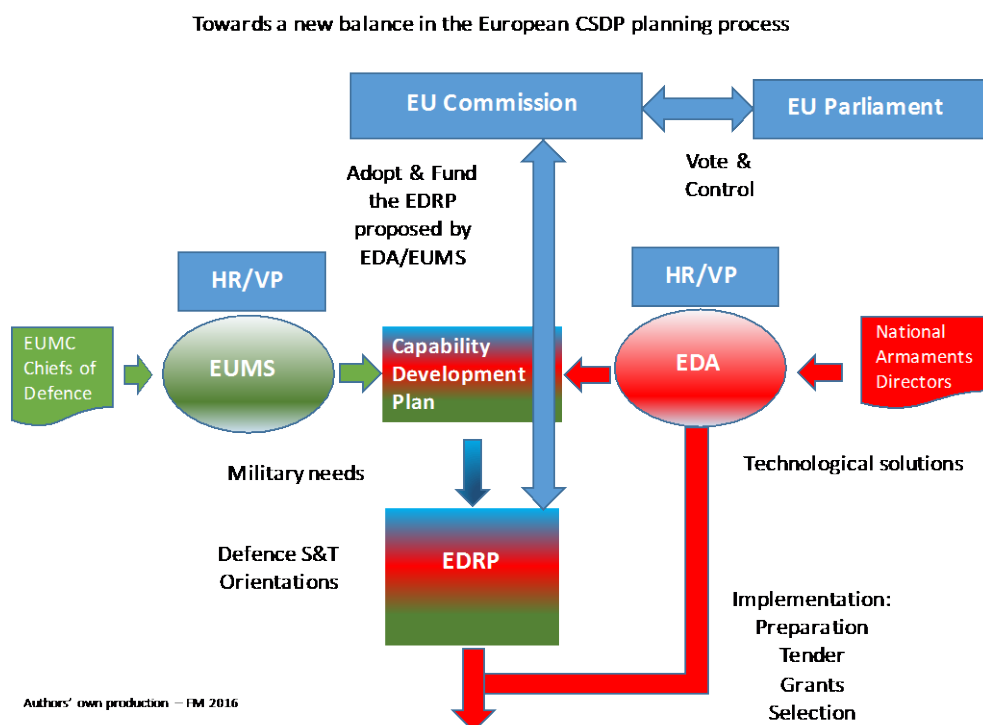 Towards a new balance in the European CSDP planning process
EU Commission
EU Parliament
Adopt & Fund
the EDRP
proposed by
EDA/EUMS
Vote &
Control
HR/VP
HR/VP
EUMC
Chiefs of
Defence
EUMS
Capability
Development
Plan
EDA
National
Armaments
Directors
Military needs
Technological solutions
Defence S&T
Orientations
EDRP
Implementation:
Preparation
Tender
Grants
Selection
Authors' own production – FM 2016